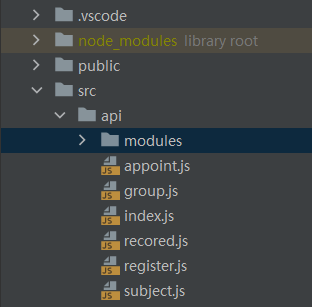 .vscode
node_modules library root
public
src
api
modules
appoint.js
group.js
index.js
recored.js
register.js
subject.js